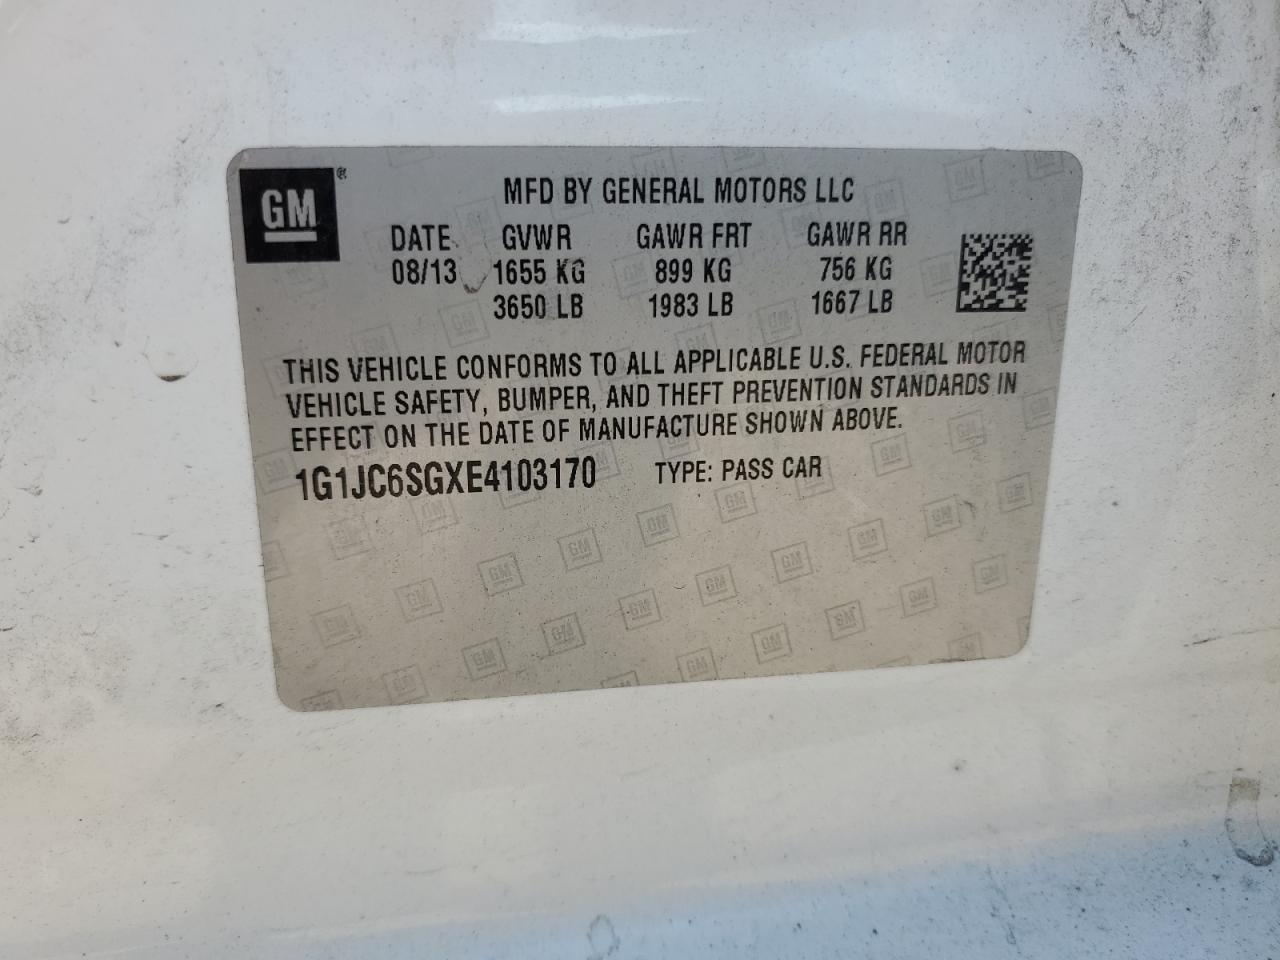 GM®
MFD BY GENERAL MOTORS LLC
DATE GVWR GAWR FRT GAWR RR
08/13 1655 KG 899 KG 756 KG
3650 LB 1983 LB 1667 LB
THIS VEHICLE CONFORMS TO ALL APPLICABLE U.S. FEDERAL MOTOR
VEHICLE SAFETY, BUMPER, AND THEFT PREVENTION STANDARDS IN
EFFECT ON THE DATE OF MANUFACTURE SHOWN ABOVE.
1G1JC6SGXE4103170 TYPE: PASS CAR